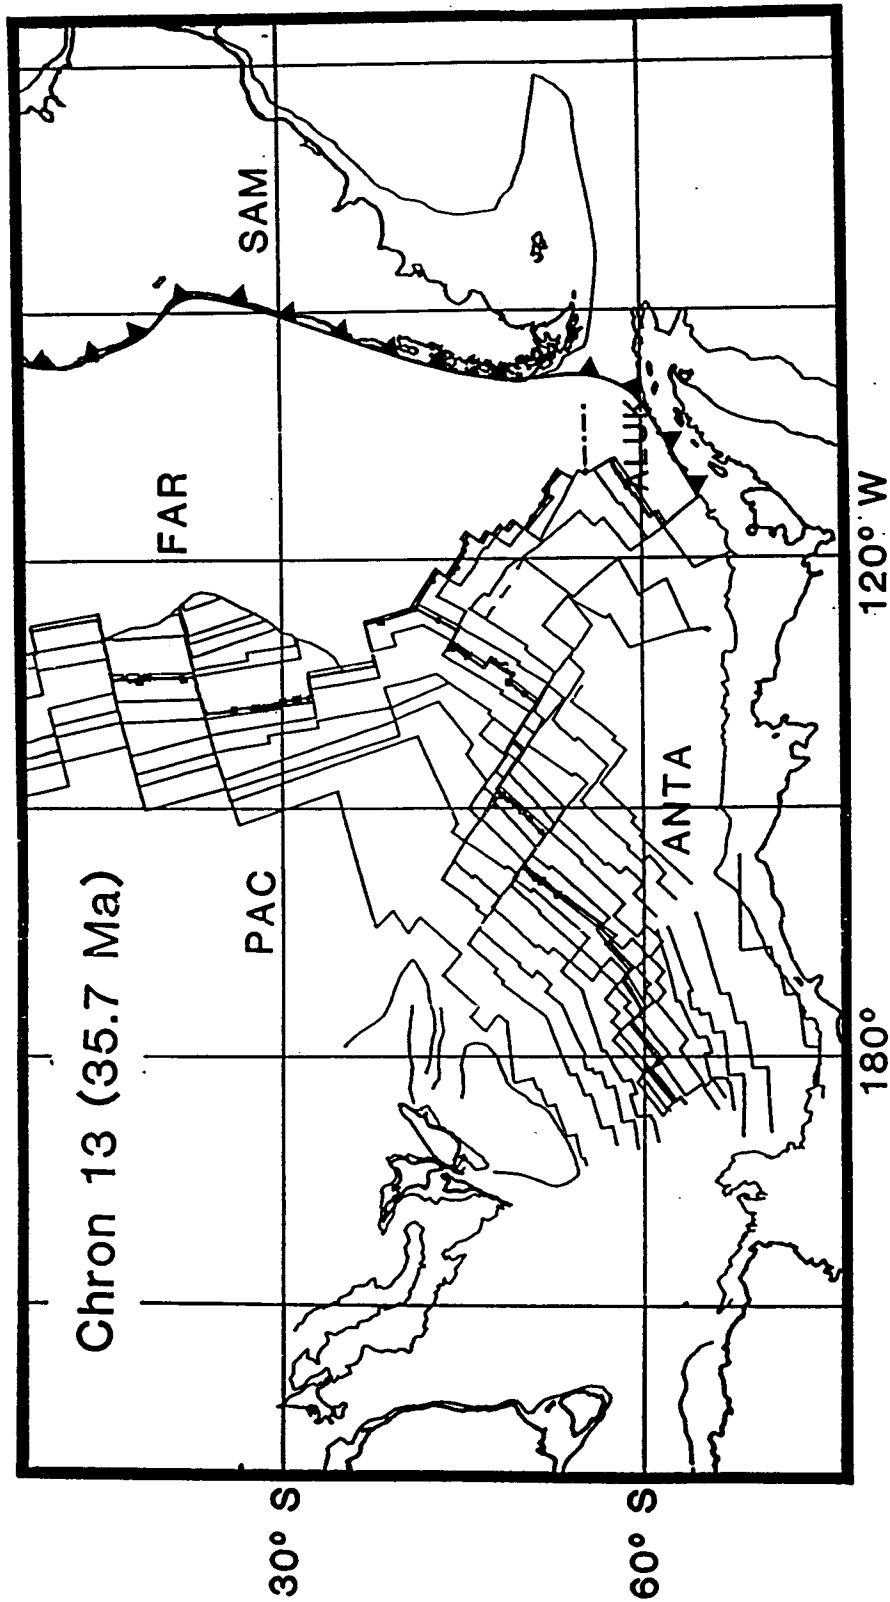 Chron 13 (35.7 Ma)
FAR
SAM
PAC
ALUK
ANTA
30° S
60° S
180°
120° W